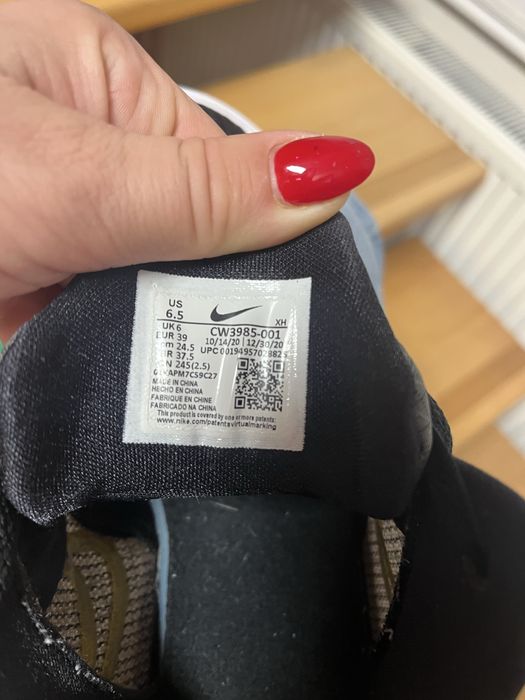 US
6.5
XH
UK 6
CW3985-001
EUR 39
10/14/20 12/30/20
cm 24.5
UPC
BR 37.5
CN 245(2.5)
MADE IN CHINA
HECHO EN CHINA
FABRIQUE EN CHINE
FABRICADO NA CHINA
This product is covered by one or more patents:
www.nike.com/patentsvirtualmarking